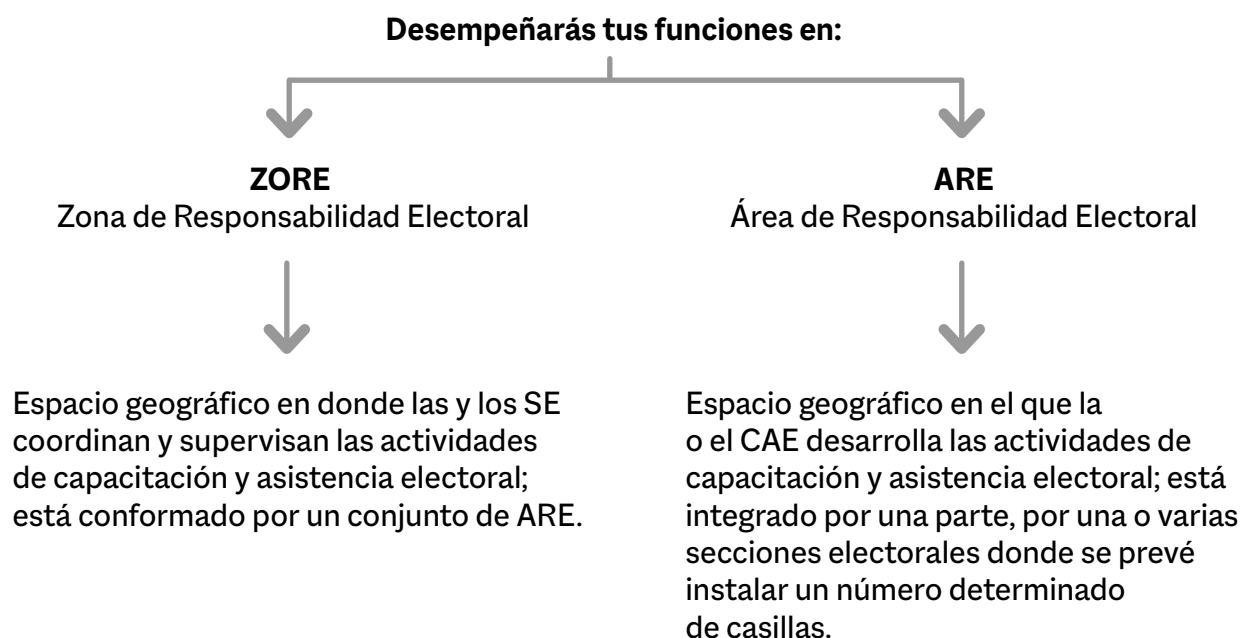 Desempeñarás tus funciones en:
ZORE
Zona de Responsabilidad Electoral
Espacio geográfico en donde las y los SE
coordinan y supervisan las actividades
de capacitación y asistencia electoral;
está conformado por un conjunto de ARE.
ARE
Área de Responsabilidad Electoral
Espacio geográfico en el que la
o el CAE desarrolla las actividades de
capacitación y asistencia electoral; está
integrado por una parte, por una o varias
secciones electorales donde se prevé
instalar un número determinado
de casillas.